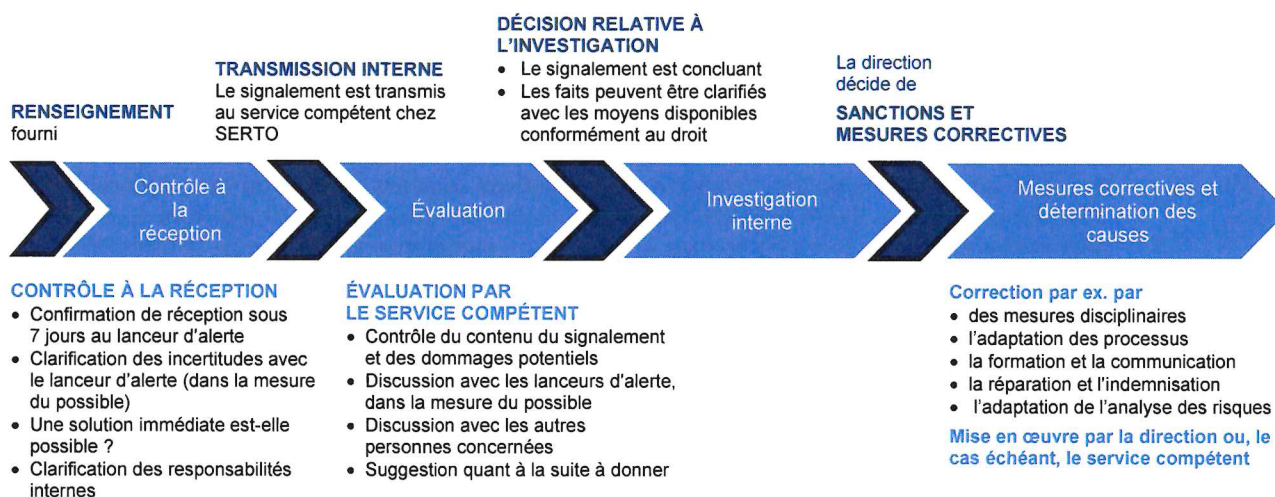 RENSEIGNEMENT
fourni
TRANSMISSION INTERNE
Le signalement est transmis
au service compétent chez
SERTO
DÉCISION RELATIVE À
L'INVESTIGATION
• Le signalement est concluant
• Les faits peuvent être clarifiés
avec les moyens disponibles
conformément au droit
La direction
décide de
SANCTIONS ET
MESURES CORRECTIVES
Contrôle à
la
réception
Évaluation
Investigation
interne
Mesures correctives et
détermination des
causes
CONTRÔLE À LA RÉCEPTION
• Confirmation de réception sous
7 jours au lanceur d'alerte
• Clarification des incertitudes avec
le lanceur d'alerte (dans la mesure
du possible)
• Une solution immédiate est-elle
possible ?
• Clarification des responsabilités
internes
ÉVALUATION PAR
LE SERVICE COMPÉTENT
• Contrôle du contenu du signalement
et des dommages potentiels
• Discussion avec les lanceurs d'alerte,
dans la mesure du possible
• Discussion avec les autres
personnes concernées
• Suggestion quant à la suite à donner
Correction par ex. par
• des mesures disciplinaires
• l'adaptation des processus
• la formation et la communication
• la réparation et l'indemnisation
• l'adaptation de l'analyse des risques
Mise en œuvre par la direction ou, le
cas échéant, le service compétent